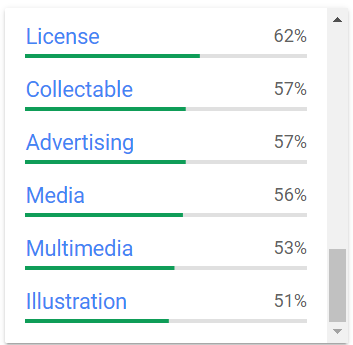 License 62%
Collectable 57%
Advertising 57%
Media 56%
Multimedia 53%
Illustration 51%